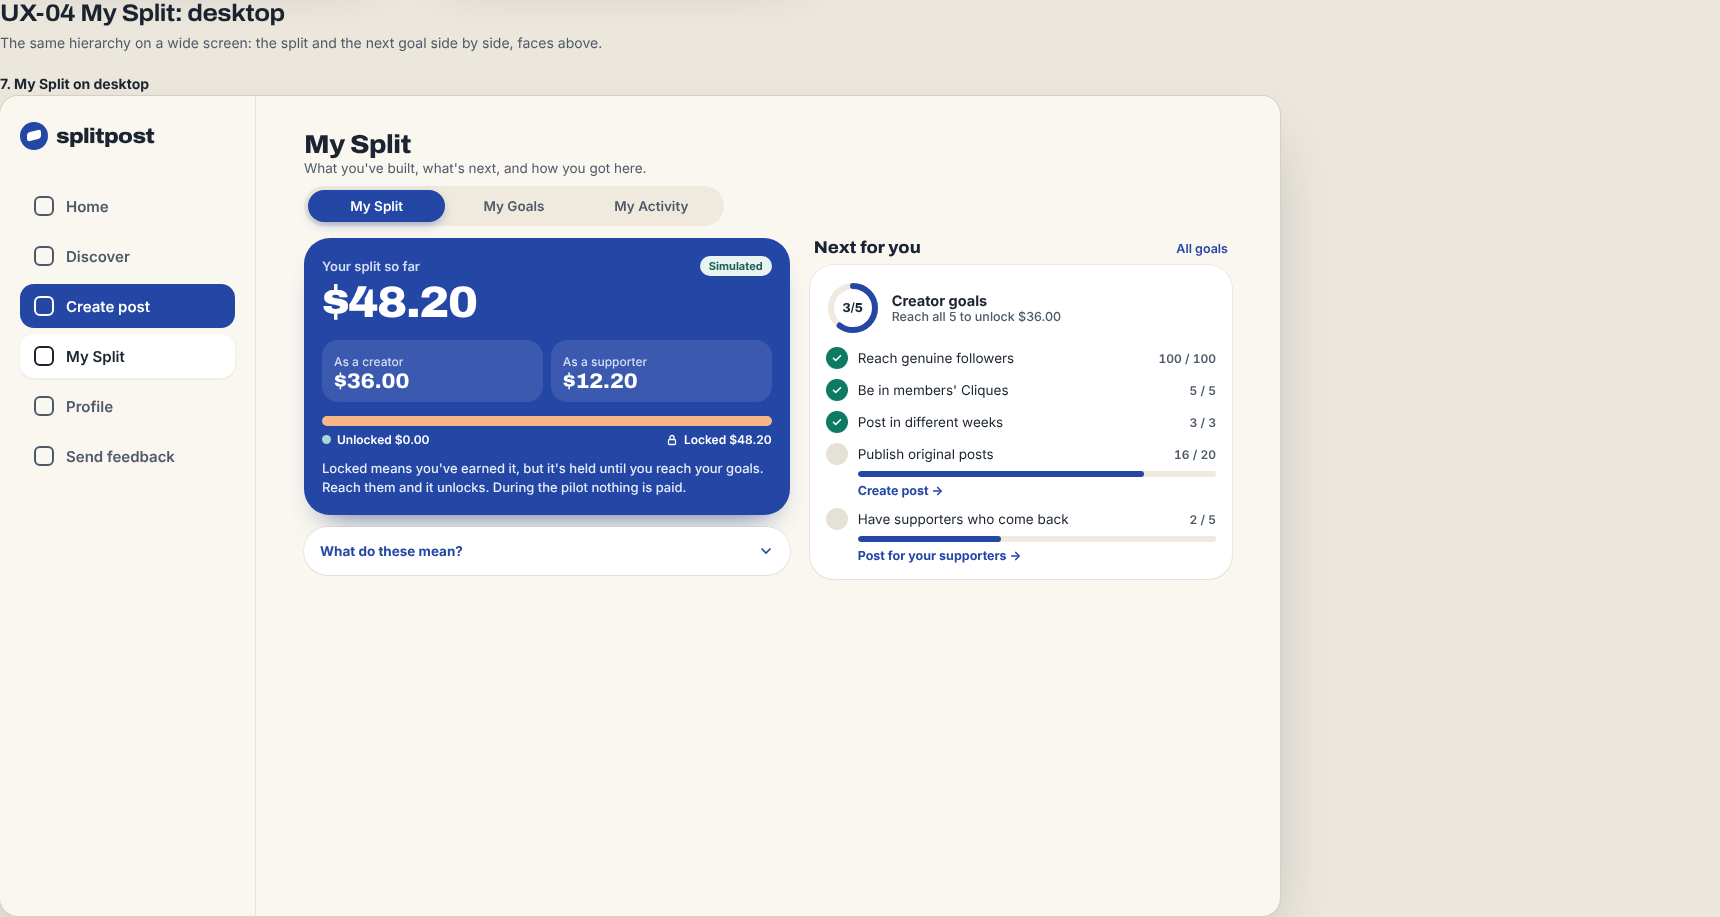 UX-04 My Split: desktop
The same hierarchy on a wide screen: the split and the next goal side by side, faces above.
7. My Split on desktop
splitpost
Home
Discover
Create post
My Split
Profile
Send feedback
My Split
What you've built, what's next, and how you got here.
My Split
My Goals
My Activity
Your split so far
Simulated
$48.20
As a creator
$36.00
As a supporter
$12.20
Unlocked $0.00
Locked $48.20
Locked means you've earned it, but it's held until you reach your goals.
Reach them and it unlocks. During the pilot nothing is paid.
What do these mean?
Next for you
All goals
3/5
Creator goals
Reach all 5 to unlock $36.00
Reach genuine followers
100 / 100
Be in members' Cliques
5 / 5
Post in different weeks
3 / 3
Publish original posts
16 / 20
Create post →
Have supporters who come back
2 / 5
Post for your supporters →